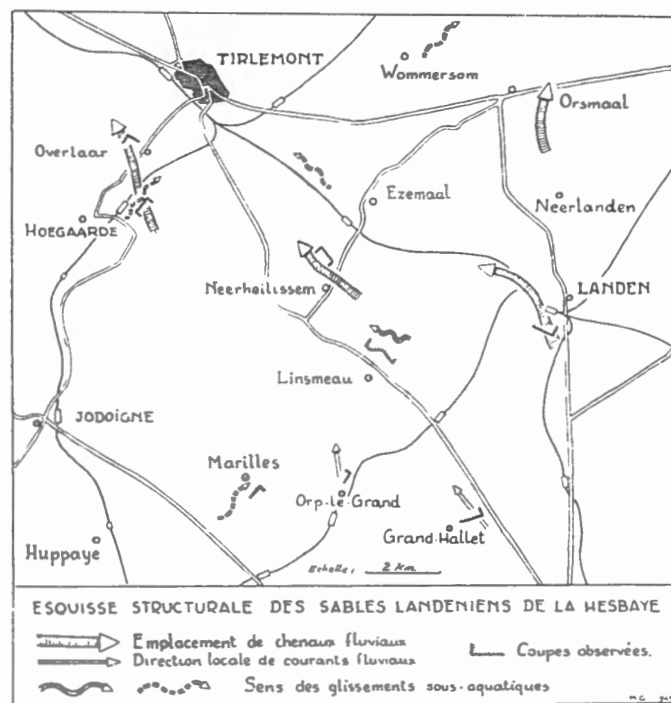 TIRLEMONT
Wommersom
Orsmaal
Overlaar
Ezemaal
Neerlanden
HOEGAARDE
Neerheilissem
LANDEN
Linsmeau
JODOIGNE
Marilles
Orp-le-Grand
Grand-Hallet
Huppaye
Echelle: 2 Km.
ESQUISSE STRUCTURALE DES SABLES LANDENIENS DE LA HESBAYE
Emplacement de chenaux fluviaux
Direction locale de courants fluviaux
Coupes observées.
Sens des glissements sous-aquatiques